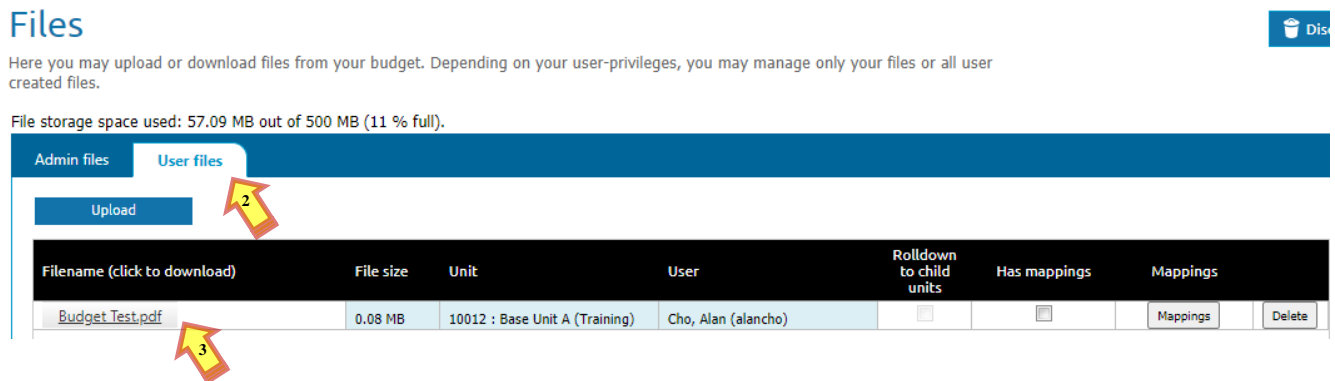 Files
Disc
Here you may upload or download files from your budget. Depending on your user-privileges, you may manage only your files or all user
created files.
File storage space used: 57.09 MB out of 500 MB (11 % full).
Admin files
User files
2
Upload
Filename (click to download)
File size
Unit
User
Rolldown
to child
units
Has mappings
Mappings
Budget Test.pdf
0.08 MB
10012 : Base Unit A (Training)
Cho, Alan (alancho)
Mappings
Delete
3